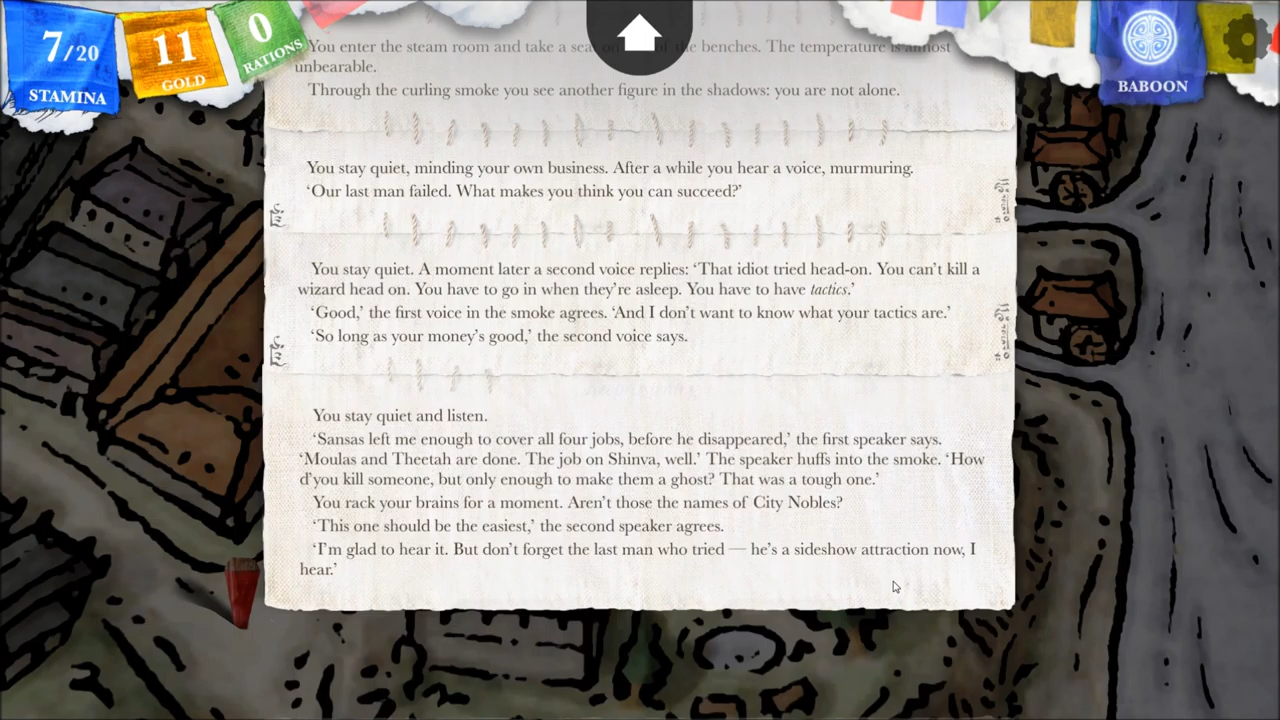 7/20
STAMINA
11
GOLD
0
RATIONS
BABOON
You enter the steam room and take a seat on one of the benches. The temperature is almost
unbearable.
Through the curling smoke you see another figure in the shadows: you are not alone.
You stay quiet, minding your own business. After a while you hear a voice, murmuring.
‘Our last man failed. What makes you think you can succeed?’
You stay quiet. A moment later a second voice replies: ‘That idiot tried head-on. You can’t kill a
wizard head on. You have to go in when they’re asleep. You have to have tactics.’
‘Good,’ the first voice in the smoke agrees. ‘And I don’t want to know what your tactics are.’
‘So long as your money’s good,’ the second voice says.
You stay quiet and listen.
‘Sansas left me enough to cover all four jobs, before he disappeared,’ the first speaker says.
‘Moulas and Theetah are done. The job on Shinva, well.’ The speaker huffs into the smoke. ‘How
d’you kill someone, but only enough to make them a ghost? That was a tough one.’
You rack your brains for a moment. Aren’t those the names of City Nobles?
‘This one should be the easiest,’ the second speaker agrees.
‘I’m glad to hear it. But don’t forget the last man who tried — he’s a sideshow attraction now, I
hear.’